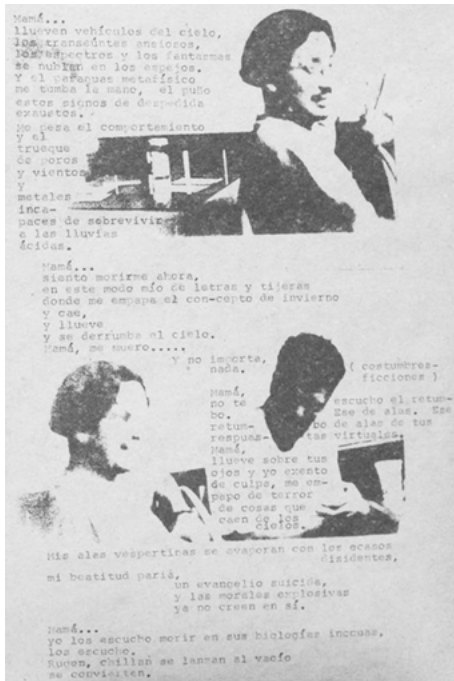 Mamá...
llueven vehículos del cielo,
los transeúntes ansiosos,
los espectros y los fantasmas
se nublan en los espejos.
Y el paraguas metafísico
me tumba la mano, el puño
estos signos de despedida
exaustos.
Me pesa el comportamiento
y el
trueque
de poros
y vientos
y
metales
inca-
paces de sobrevivir
a las lluvias
ácidas.
Mamá...
siento morirme ahora,
en este modo mío de letras y tijeras
donde me empapa el con-cepto de invierno
y cae,
y llueve
y se derrumba el cielo.
Mamá, me muero.....
y no importa,
nada.
( costumbres-
ficciones )
Mamá,
no te escucho el retum-
bo. Ese de alas. Ese
retum- bo de alas de tus
respues- tas virtuales.
Mamá,
llueve sobre tus
ojos y yo exento
de culpa, me em-
papo de terror
de cosas que
caen de los
cielos.
Mis alas vespertinas se evaporan con los ocasos
disidentes,
mi beatitud paria,
un evangelio suicida,
y las morales explosivas
ya no creen en sí.
Mamá...
yo los escucho morir en sus biologías
los escucho.
Rugen, chillan se lanzan al vacío
se convierten.